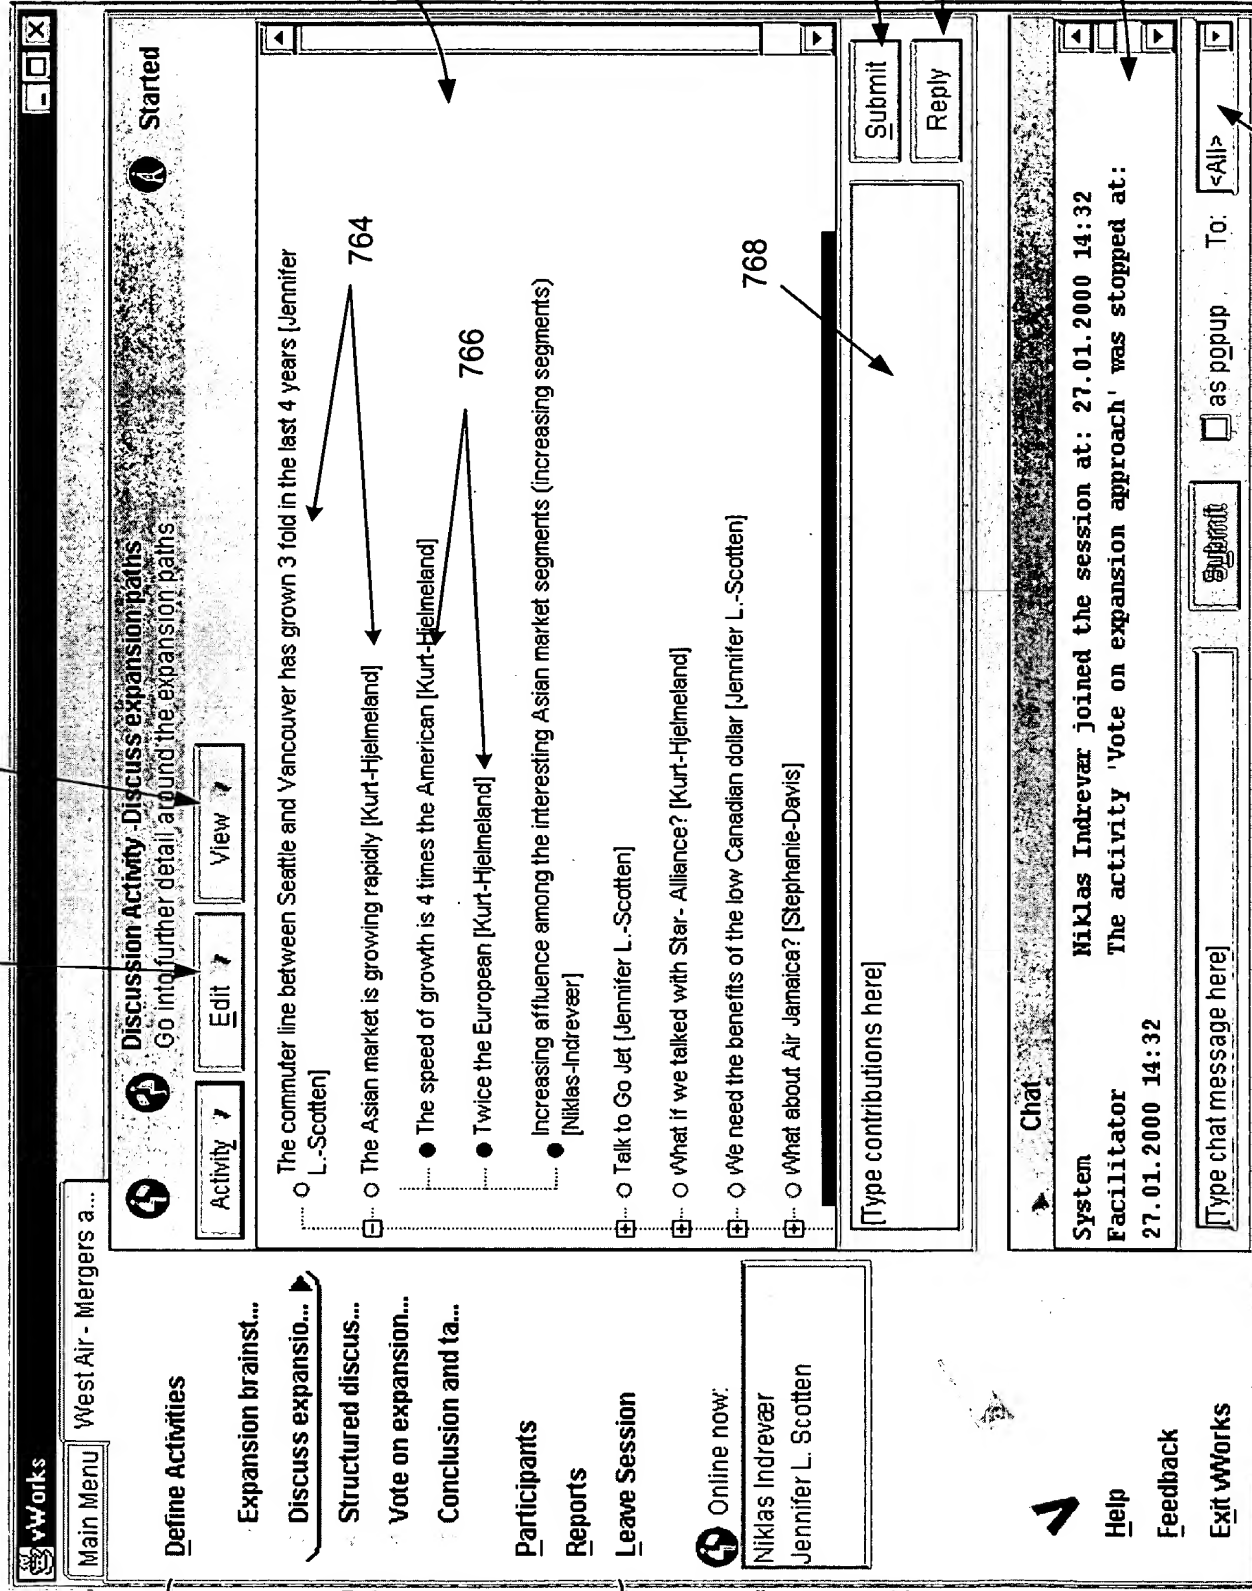 vWorks
Main Menu
West Air - Mergers a...
Define Activities
Expansion brainst...
Discuss expansio...
Structured discus...
Vote on expansion...
Conclusion and ta...
Participants
Reports
Leave Session
Online now:
Niklas Indrevær
Jennifer L. Scotten
Help
Feedback
Exit vWorks
Discussion Activity -Discuss expansion paths
Go into further detail around the expansion paths
Started
Activity
Edit
View
The commuter line between Seattle and Vancouver has grown 3 fold in the last 4 years [Jennifer
L.-Scotten]
764
The Asian market is growing rapidly [Kurt-Hjelmeland]
The speed of growth is 4 times the American [Kurt-Hjelmeland]
766
Twice the European [Kurt-Hjelmeland]
Increasing affluence among the interesting Asian market segments (increasing segments)
[Niklas-Indrevær]
Talk to Go Jet [Jennifer L.-Scotten]
What if we talked with Star- Alliance? [Kurt-Hjelmeland]
We need the benefits of the low Canadian dollar [Jennifer L.-Scotten]
768
What about Air Jamaica? [Stephanie-Davis]
[Type contributions here]
Submit
Reply
Chat
System Niklas Indrevær joined the session at: 27.01.2000 14:32
Facilitator The activity 'Vote on expansion approach' was stopped at:
27.01.2000 14:32
[Type chat message here]
Submit
as popup
To:
<All>